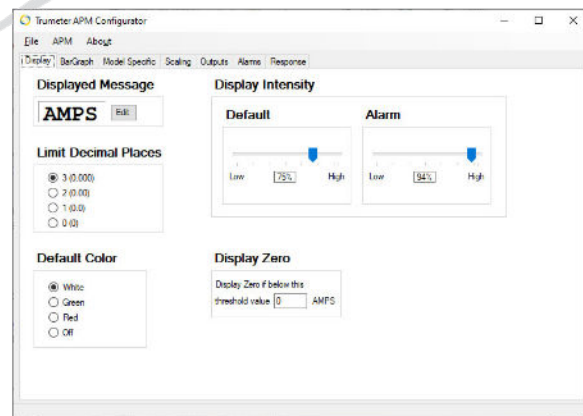 Trumeter APM Configurator
File APM About
Display BarGraph Model Specific Scaling Outputs Alarms Response
Displayed Message
AMPS Edit
Limit Decimal Places
3 (0.000)
2 (0.00)
1 (0.0)
0 (0)
Default Color
White
Green
Red
Off
Display Intensity
Default
Low 75% High
Alarm
Low 94% High
Display Zero
Display Zero if below this
threshold value 0 AMPS